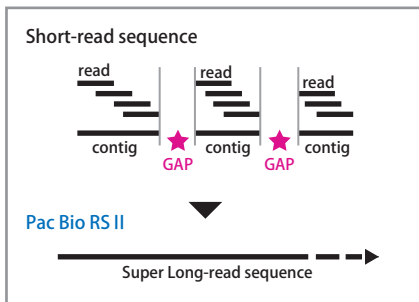 Short-read sequence
read read read
contig contig contig
GAP GAP
Pac Bio RS II
Super Long-read sequence